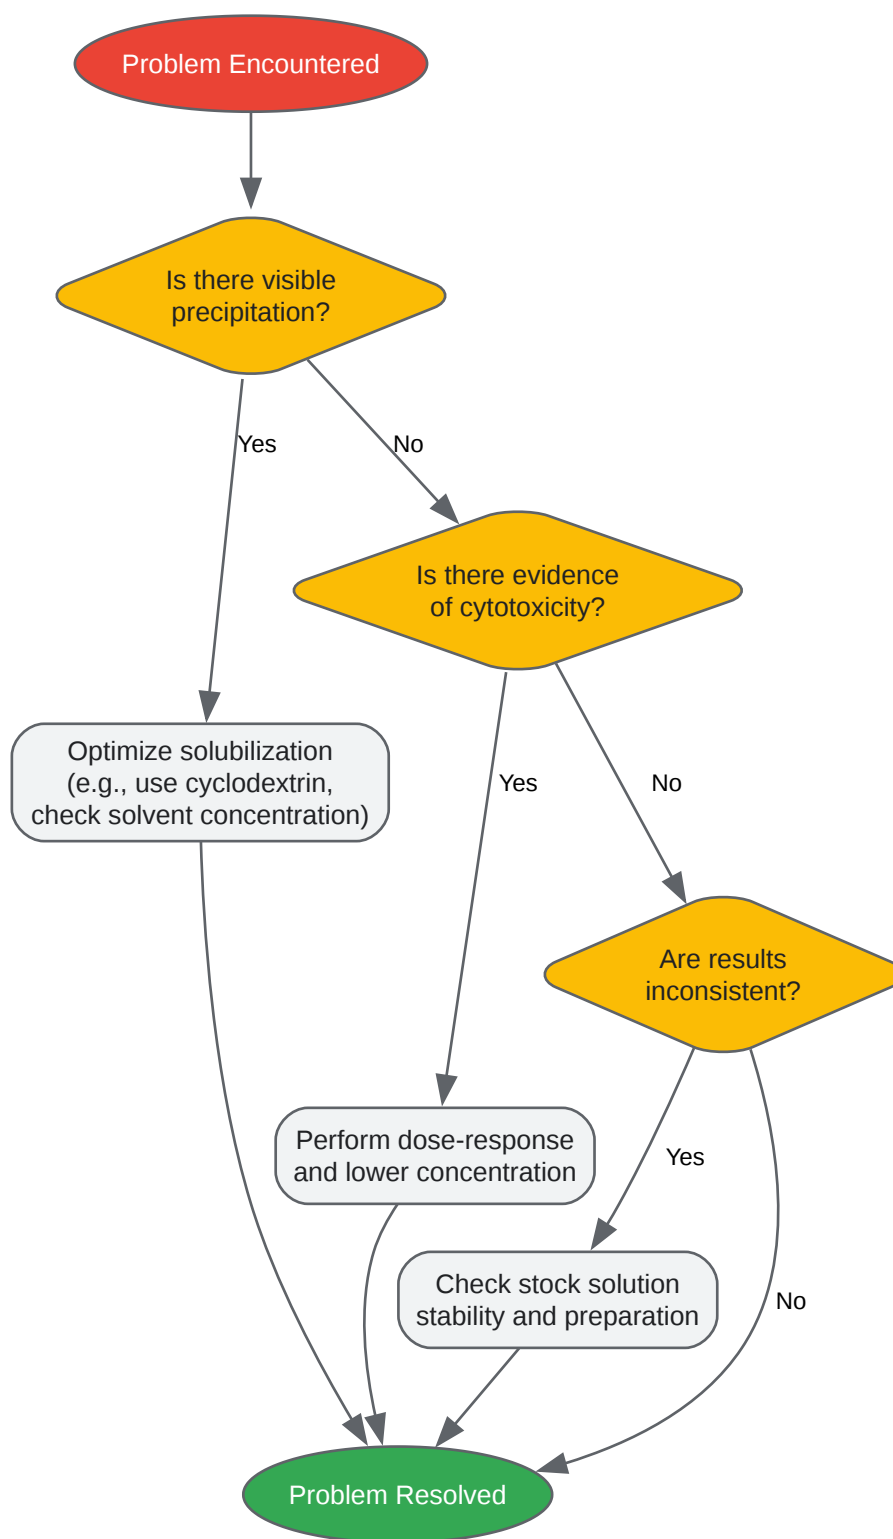 Problem Encountered
Is there visible
precipitation?
Yes
No
Is there evidence
of cytotoxicity?
Optimize solubilization
(e.g., use cyclodextrin,
check solvent concentration)
Yes
No
Are results
inconsistent?
Perform dose-response
and lower concentration
Yes
Check stock solution
stability and preparation
No
Problem Resolved